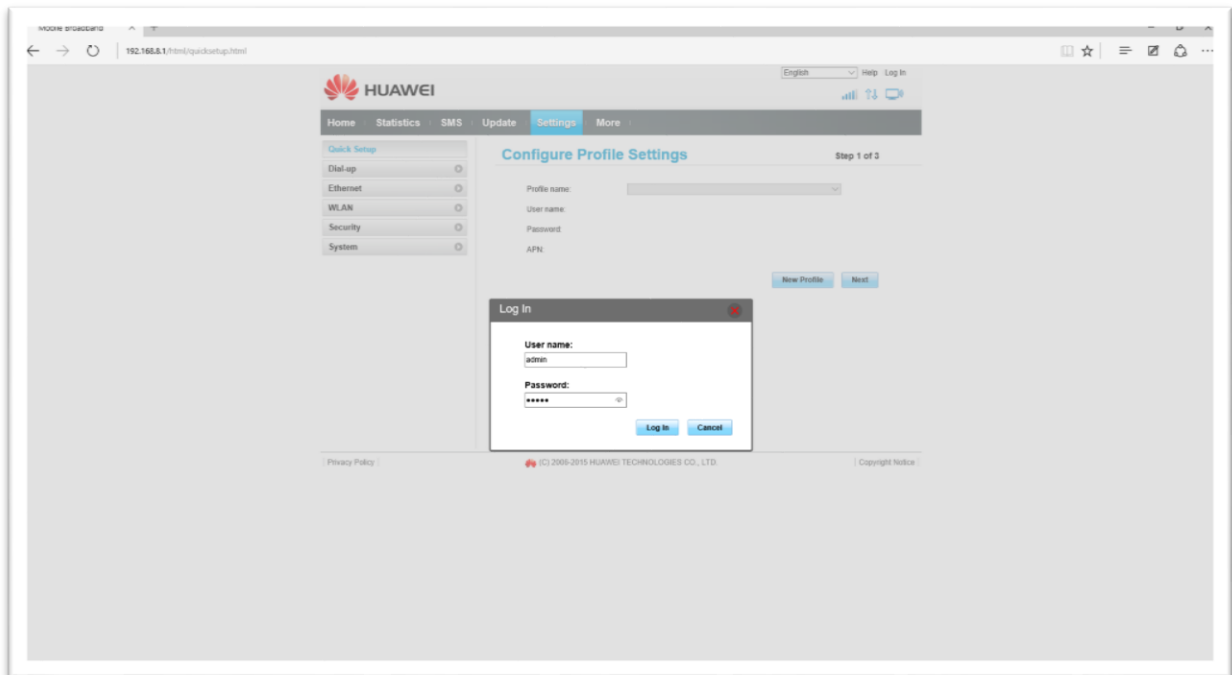 Mobile Broadband
192.168.8.1/html/quicksetup.html
English Help Log In
HUAWEI
Home Statistics SMS Update Settings More
Quick Setup
Dial-up
Ethernet
WLAN
Security
System
Configure Profile Settings Step 1 of 3
Profile name:
User name:
Password:
APN:
New Profile Next
Log In
User name:
admin
Password:
Log In Cancel
Privacy Policy (C) 2006-2015 HUAWEI TECHNOLOGIES CO., LTD. Copyright Notice